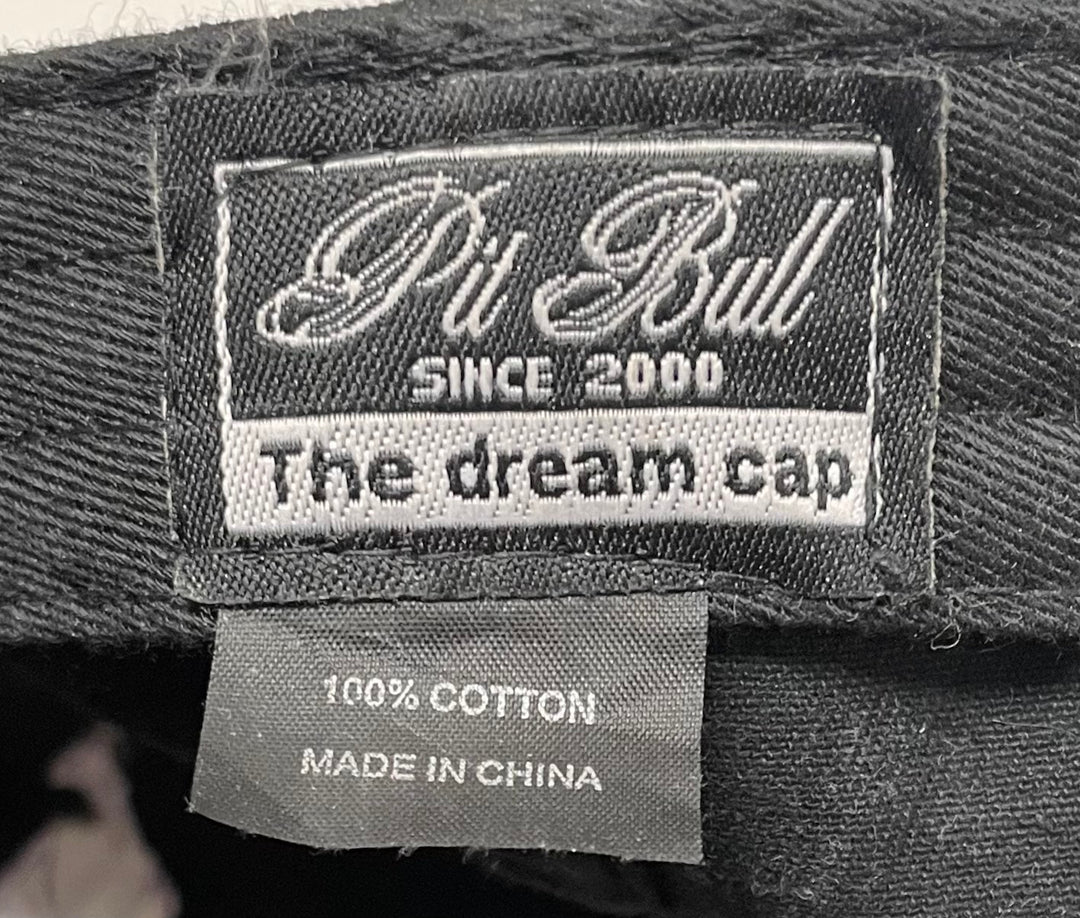 Pit Bull
SINCE 2000
The dream cap
100% COTTON
MADE IN CHINA